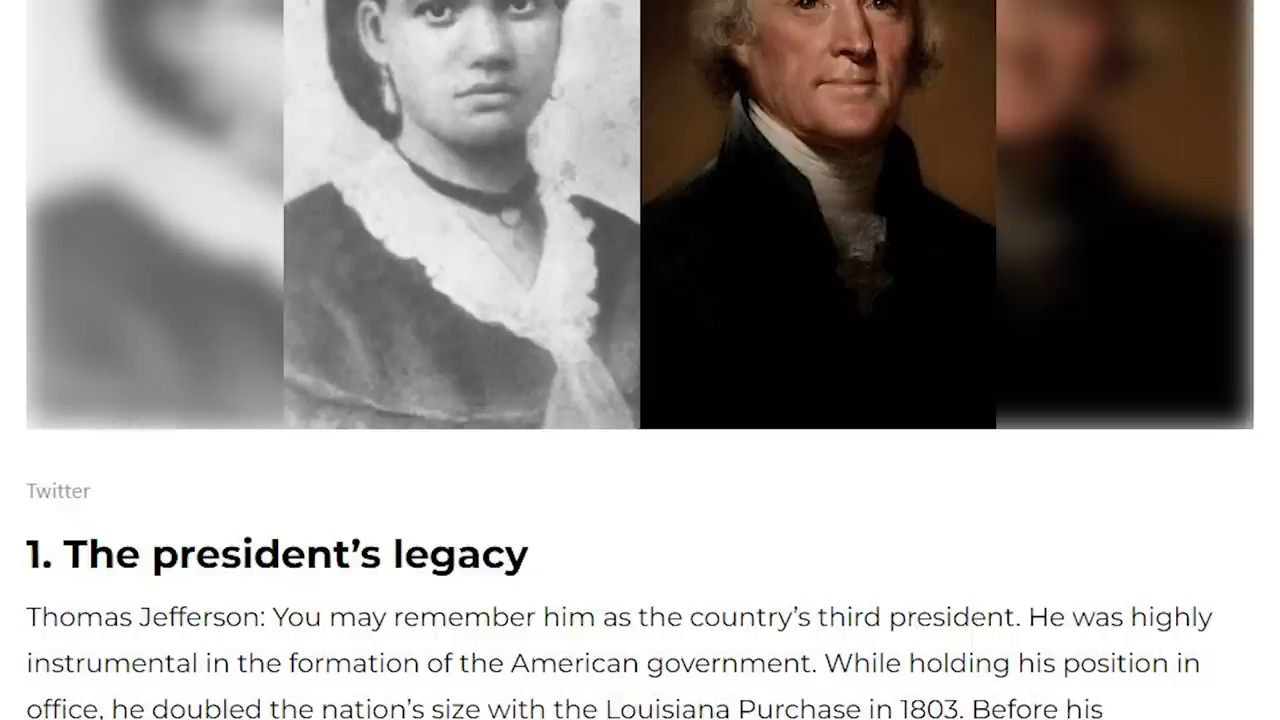 Twitter
1. The president’s legacy
Thomas Jefferson: You may remember him as the country’s third president. He was highly
instrumental in the formation of the American government. While holding his position in
office, he doubled the nation’s size with the Louisiana Purchase in 1803. Before his